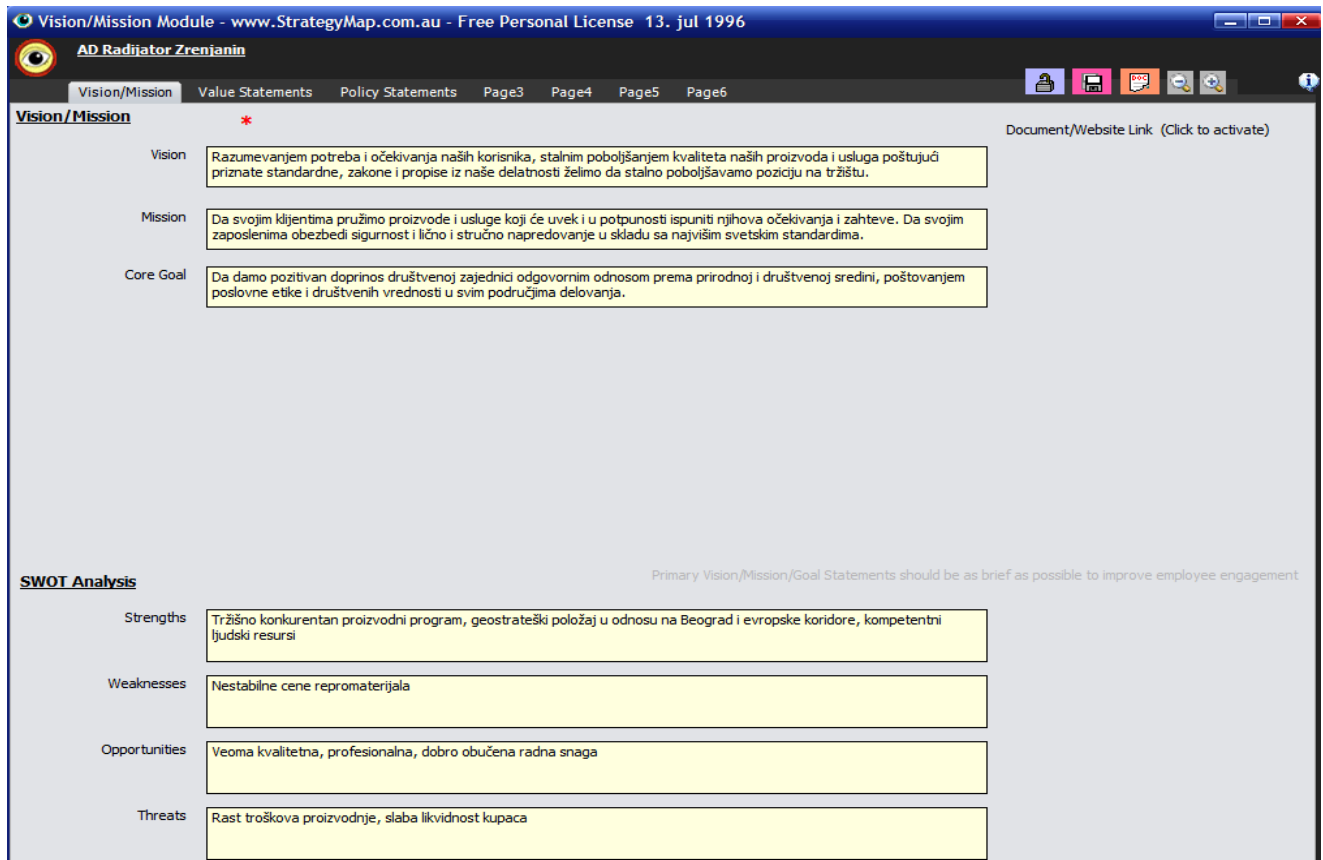 Vision/Mission Module - www.StrategyMap.com.au - Free Personal License 13. jul 1996
AD Radijator Zrenjanin
Vision/Mission Value Statements Policy Statements Page3 Page4 Page5 Page6
Vision/Mission *
Document/Website Link (Click to activate)
Vision
Razumevanjem potreba i očekivanja naših korisnika, stalnim poboljšanjem kvaliteta naših proizvoda i usluga poštujući
priznate standardne, zakone i propise iz naše delatnosti želimo da stalno poboljšavamo poziciju na tržištu.
Mission
Da svojim klijentima pružimo proizvode i usluge koji će uvek i u potpunosti ispuniti njihova očekivanja i zahteve. Da svojim
zaposlenima obezbedi sigurnost i lično i stručno napredovanje u skladu sa najvišim svetskim standardima.
Core Goal
Da damo pozitivan doprinos društvenoj zajednici odgovornim odnosom prema prirodnoj i društvenoj sredini, poštovanjem
poslovne etike i društvenih vrednosti u svim područjima delovanja.
Primary Vision/Mission/Goal Statements should be as brief as possible to improve employee engagement
SWOT Analysis
Strengths
Tržišno konkurentan proizvodni program, geostrateški položaj u odnosu na Beograd i evropske koridore, kompetentni
ljudski resursi
Weaknesses
Nestabilne cene repromaterijala
Opportunities
Veoma kvalitetna, profesionalna, dobro obučena radna snaga
Threats
Rast troškova proizvodnje, slaba likvidnost kupaca